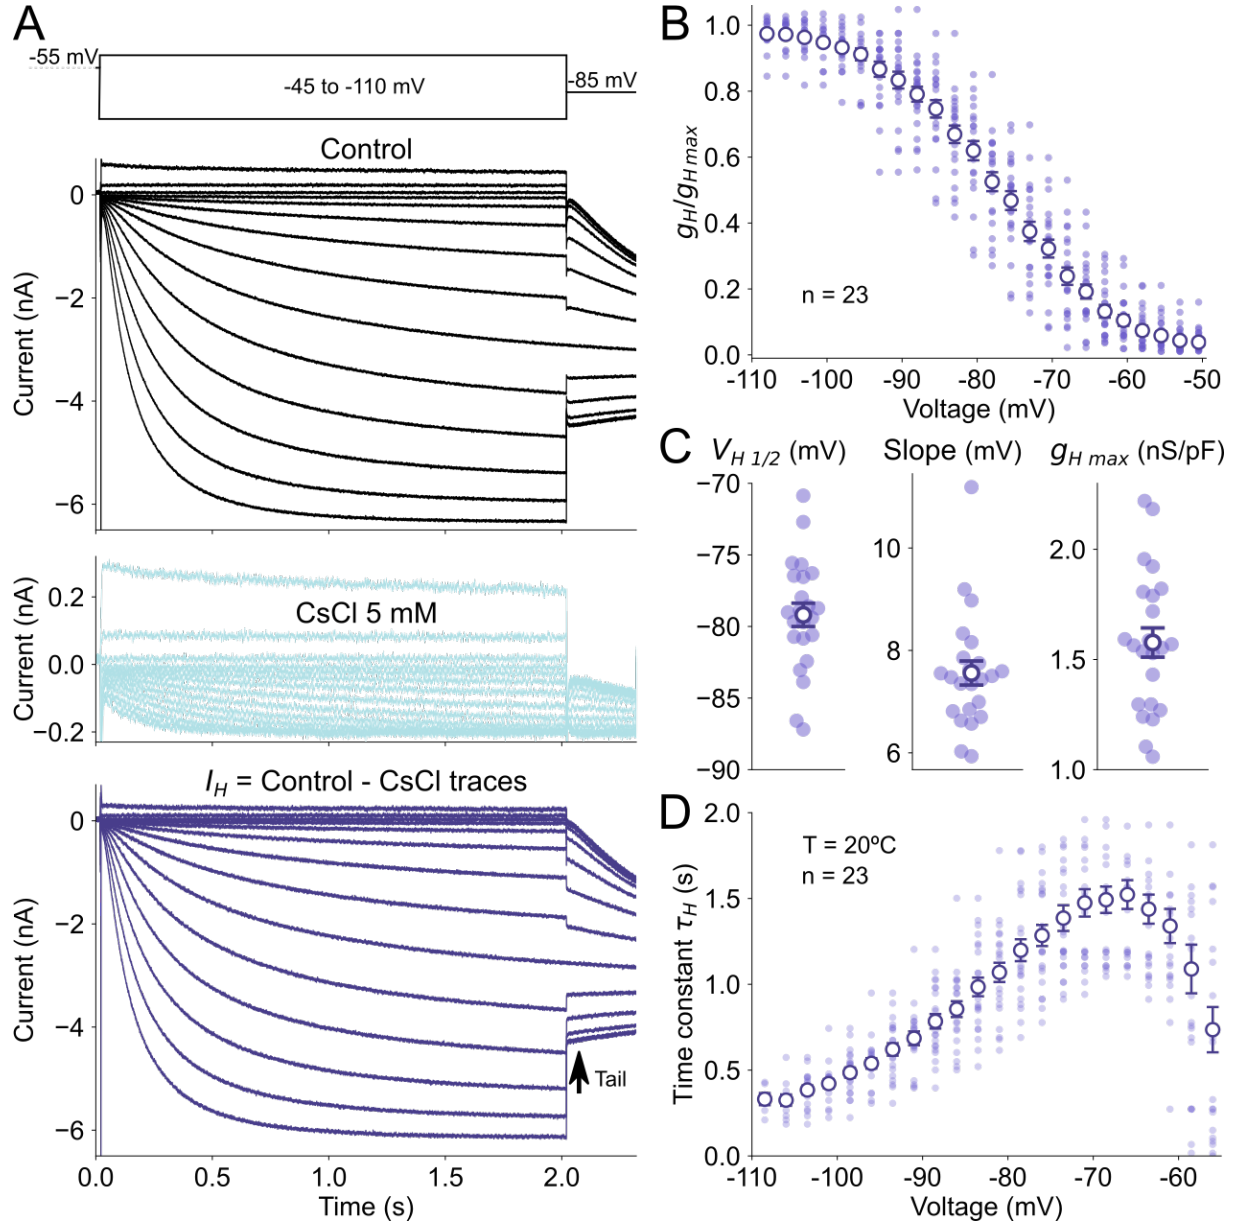 A
-55 mV
-45 to -110 mV
-85 mV
Control
Current (nA)
0
−2
−4
−6
CsCl 5 mM
Current (nA)
0.2
0.0
−0.2
I_H = Control - CsCl traces
Current (nA)
0
−2
−4
−6
Tail
0.0 0.5 1.0 1.5 2.0
Time (s)
B
g_H/g_H max
1.0
0.8
0.6
0.4
0.2
0.0
n = 23
-110 -100 -90 -80 -70 -60 -50
Voltage (mV)
C
V_H 1/2 (mV)
−70
−75
−80
−85
−90
Slope (mV)
10
8
6
g_H max (nS/pF)
2.0
1.5
1.0
D
Time constant τ_H (s)
2.0
1.5
1.0
0.5
0.0
T = 20ºC
n = 23
-110 -100 -90 -80 -70 -60
Voltage (mV)